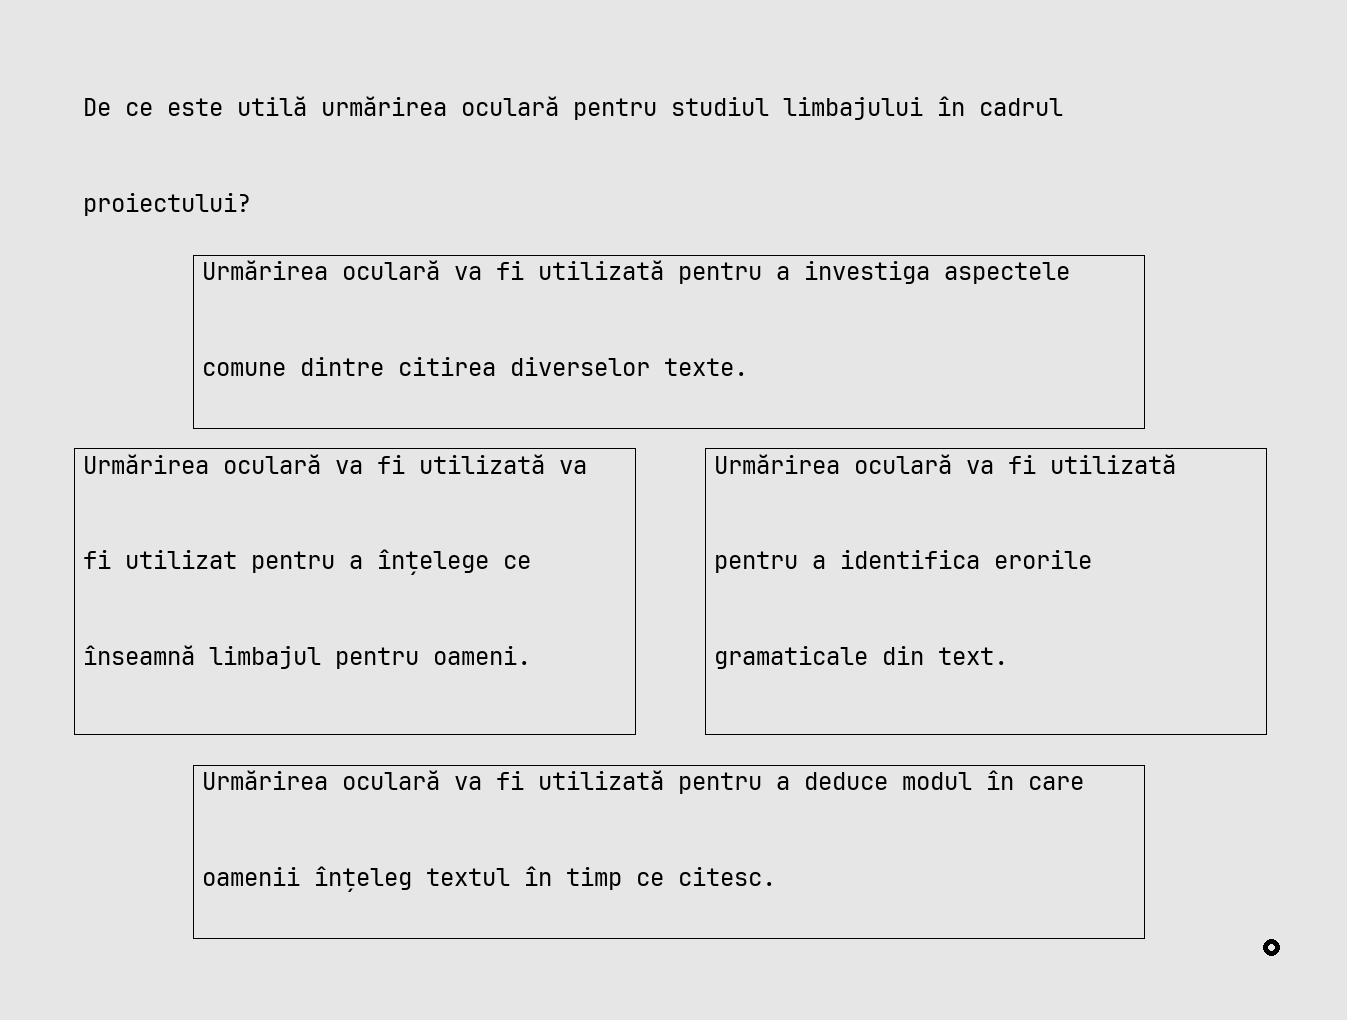 De ce este utilă urmărirea oculară pentru studiul limbajului în cadrul
proiectului?
Urmărirea oculară va fi utilizată pentru a investiga aspectele
comune dintre citirea diverselor texte.
Urmărirea oculară va fi utilizată va
fi utilizat pentru a înțelege ce
înseamnă limbajul pentru oameni.
Urmărirea oculară va fi utilizată
pentru a identifica erorile
gramaticale din text.
Urmărirea oculară va fi utilizată pentru a deduce modul în care
oamenii înțeleg textul în timp ce citesc.